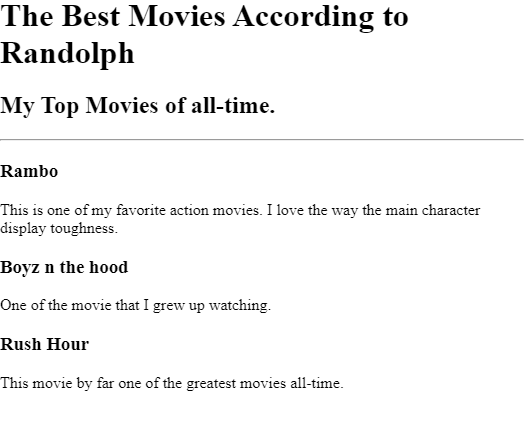 The Best Movies According to
Randolph
My Top Movies of all-time.
Rambo
This is one of my favorite action movies. I love the way the main character
display toughness.
Boyz n the hood
One of the movie that I grew up watching.
Rush Hour
This movie by far one of the greatest movies all-time.